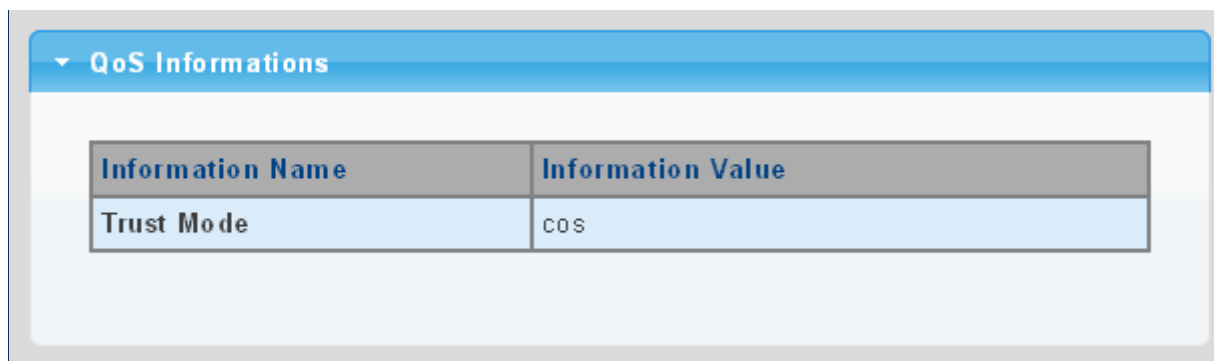 QoS Informations
Information Name Information Value
Trust Mode cos